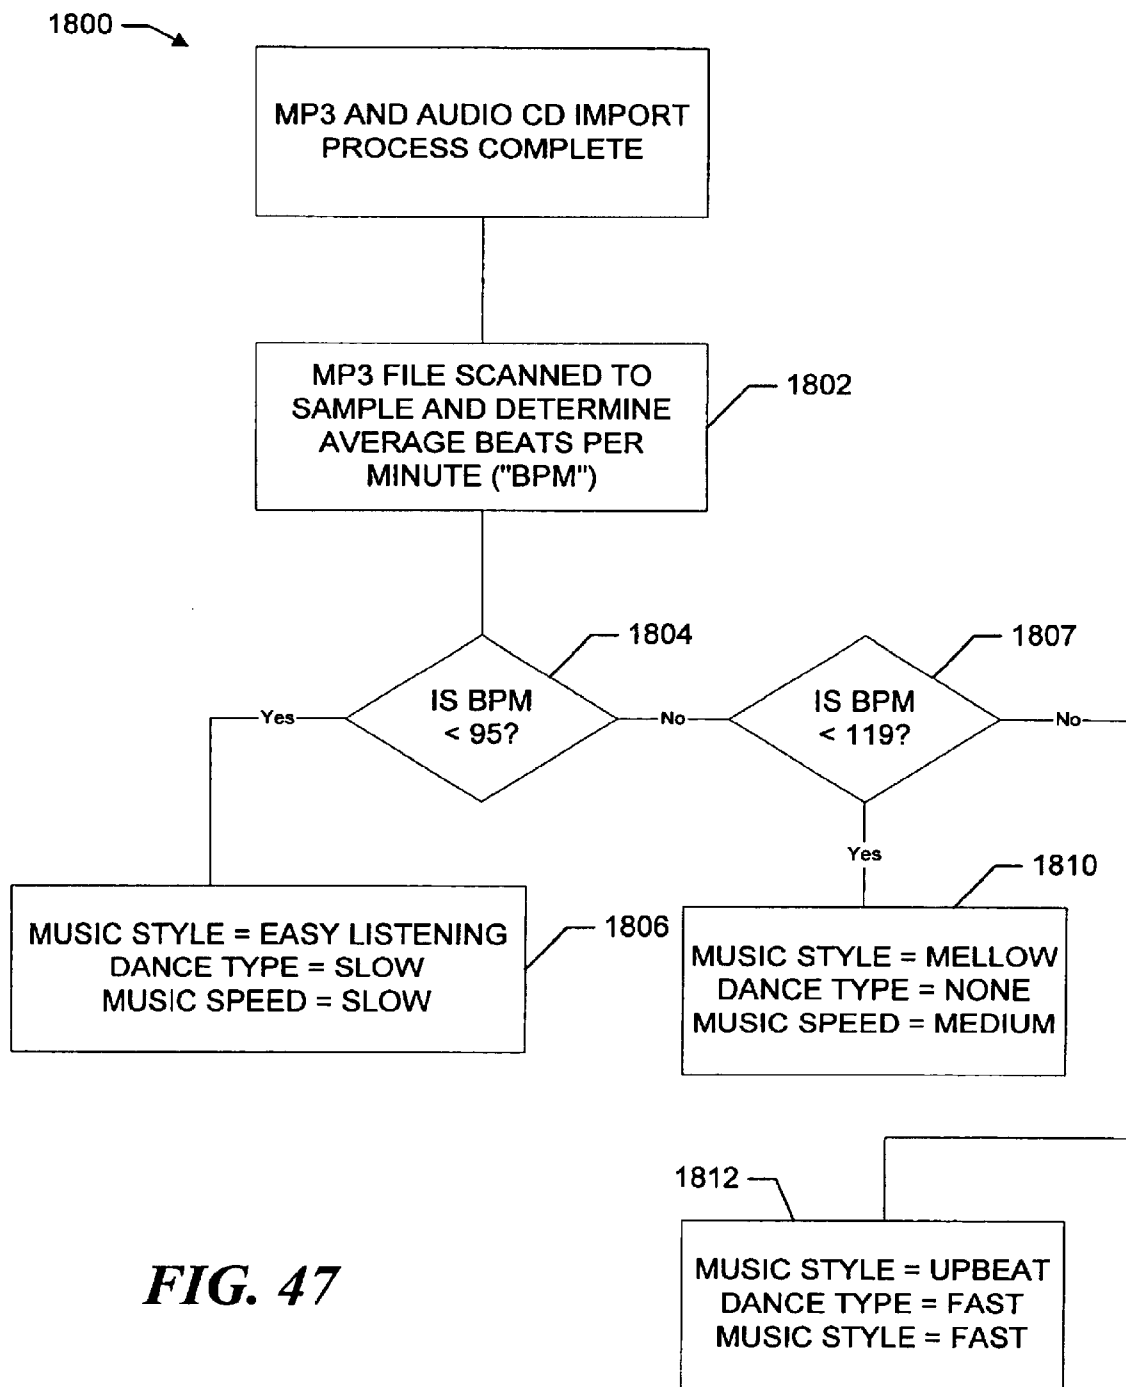 1800
MP3 AND AUDIO CD IMPORT
PROCESS COMPLETE
MP3 FILE SCANNED TO
SAMPLE AND DETERMINE
AVERAGE BEATS PER
MINUTE ("BPM")
1802
1804
IS BPM
< 95?
Yes
No
1807
IS BPM
< 119?
No
Yes
MUSIC STYLE = EASY LISTENING
DANCE TYPE = SLOW
MUSIC SPEED = SLOW
1806
1810
MUSIC STYLE = MELLOW
DANCE TYPE = NONE
MUSIC SPEED = MEDIUM
1812
MUSIC STYLE = UPBEAT
DANCE TYPE = FAST
MUSIC STYLE = FAST
FIG. 47